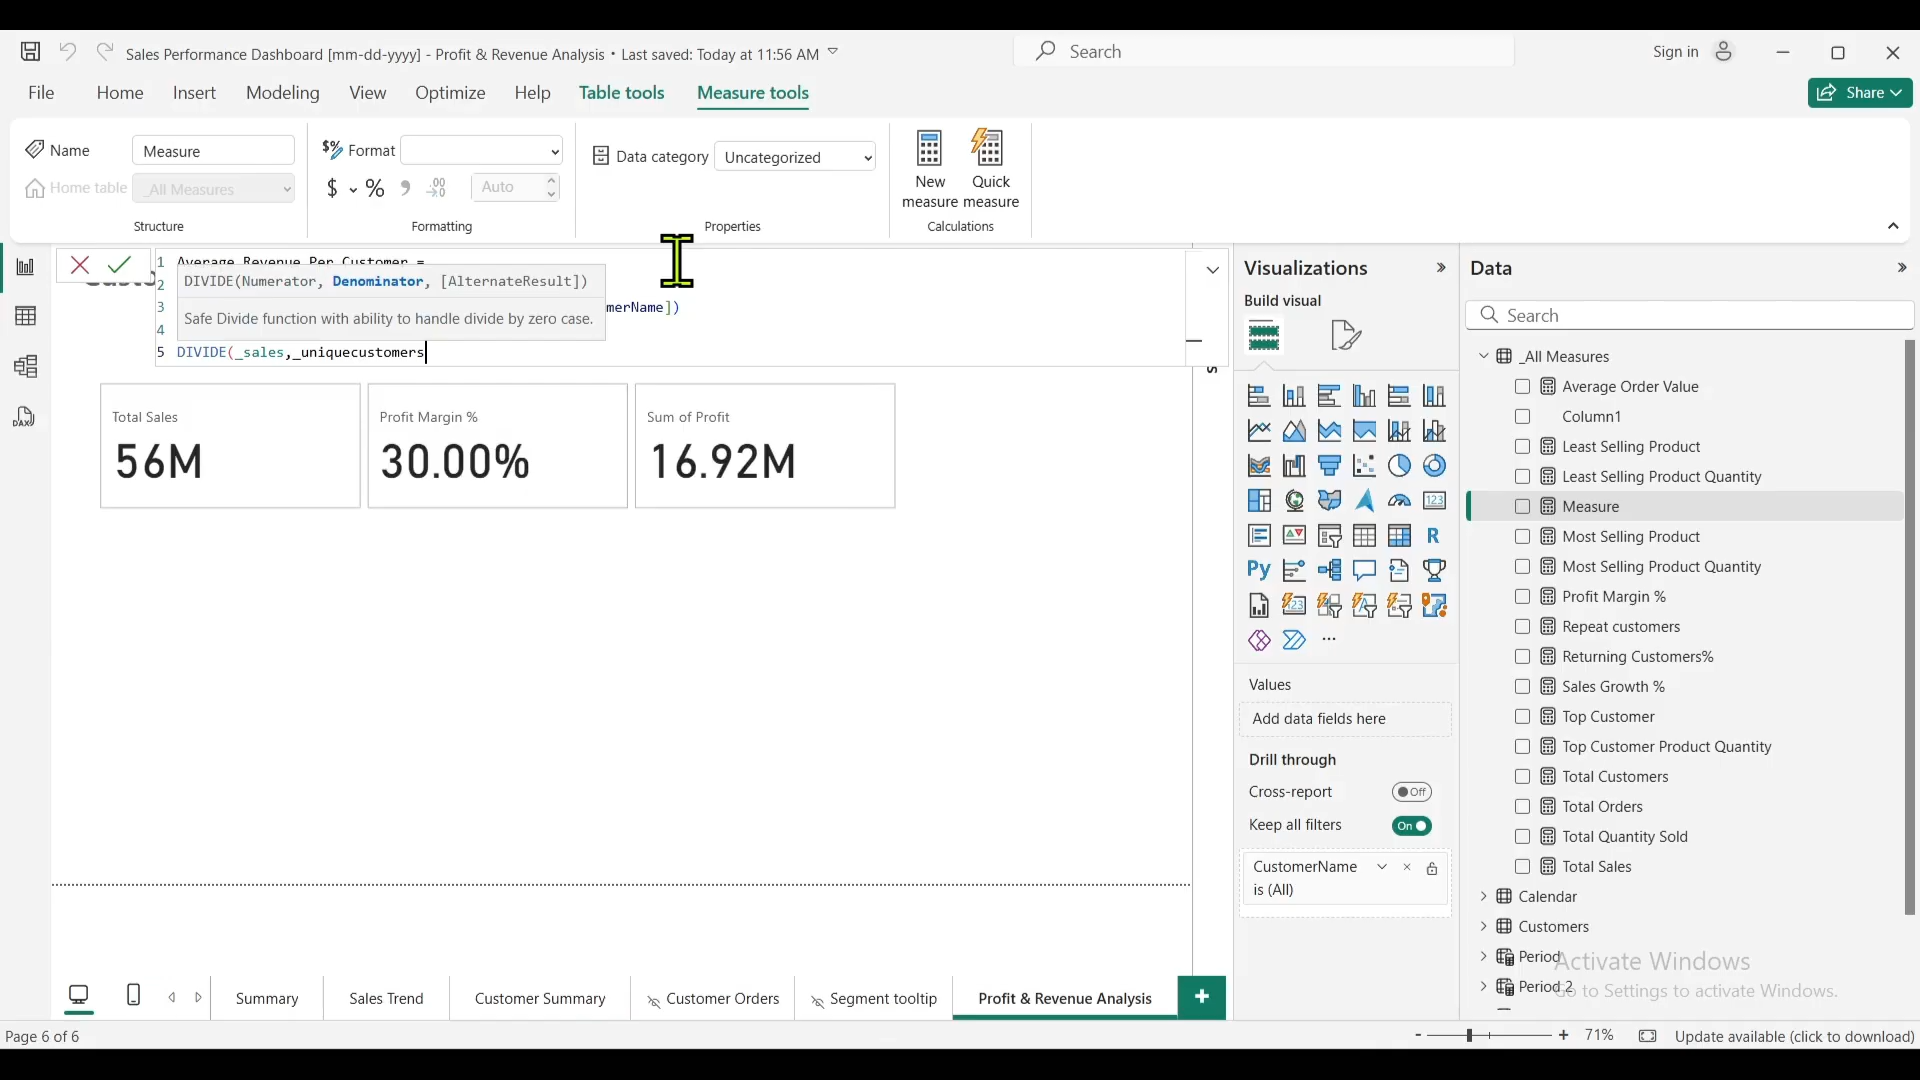 Sales Performance Dashboard [mm-dd-yyyy] - Profit & Revenue Analysis • Last saved: Today at 11:56 AM
Search
Sign in
File Home Insert Modeling View Optimize Help Table tools Measure tools
Share
Name Measure
Home table _All Measures
Structure
$% Format
$ % 9 .00 Auto
Formatting
Data category Uncategorized
Properties
New measure
Quick measure
Calculations
1 Average Revenue Per Customer =
2 DIVIDE(Numerator, Denominator, [AlternateResult])
3 merName])
Safe Divide function with ability to handle divide by zero case.
4
5 DIVIDE(_sales,_uniquecustomers
Total Sales
56M
Profit Margin %
30.00%
Sum of Profit
16.92M
Visualizations
Build visual
123
R
Py
123
Values
Add data fields here
Drill through
Cross-report Off
Keep all filters On
CustomerName
is (All)
Data
Search
_All Measures
Average Order Value
Column1
Least Selling Product
Least Selling Product Quantity
Measure
Most Selling Product
Most Selling Product Quantity
Profit Margin %
Repeat customers
Returning Customers%
Sales Growth %
Top Customer
Top Customer Product Quantity
Total Customers
Total Orders
Total Quantity Sold
Total Sales
Calendar
Customers
Period
Period 2
Activate Windows
Go to Settings to activate Windows.
DAX
Summary Sales Trend Customer Summary Customer Orders Segment tooltip Profit & Revenue Analysis
Page 6 of 6
71%
Update available (click to download)